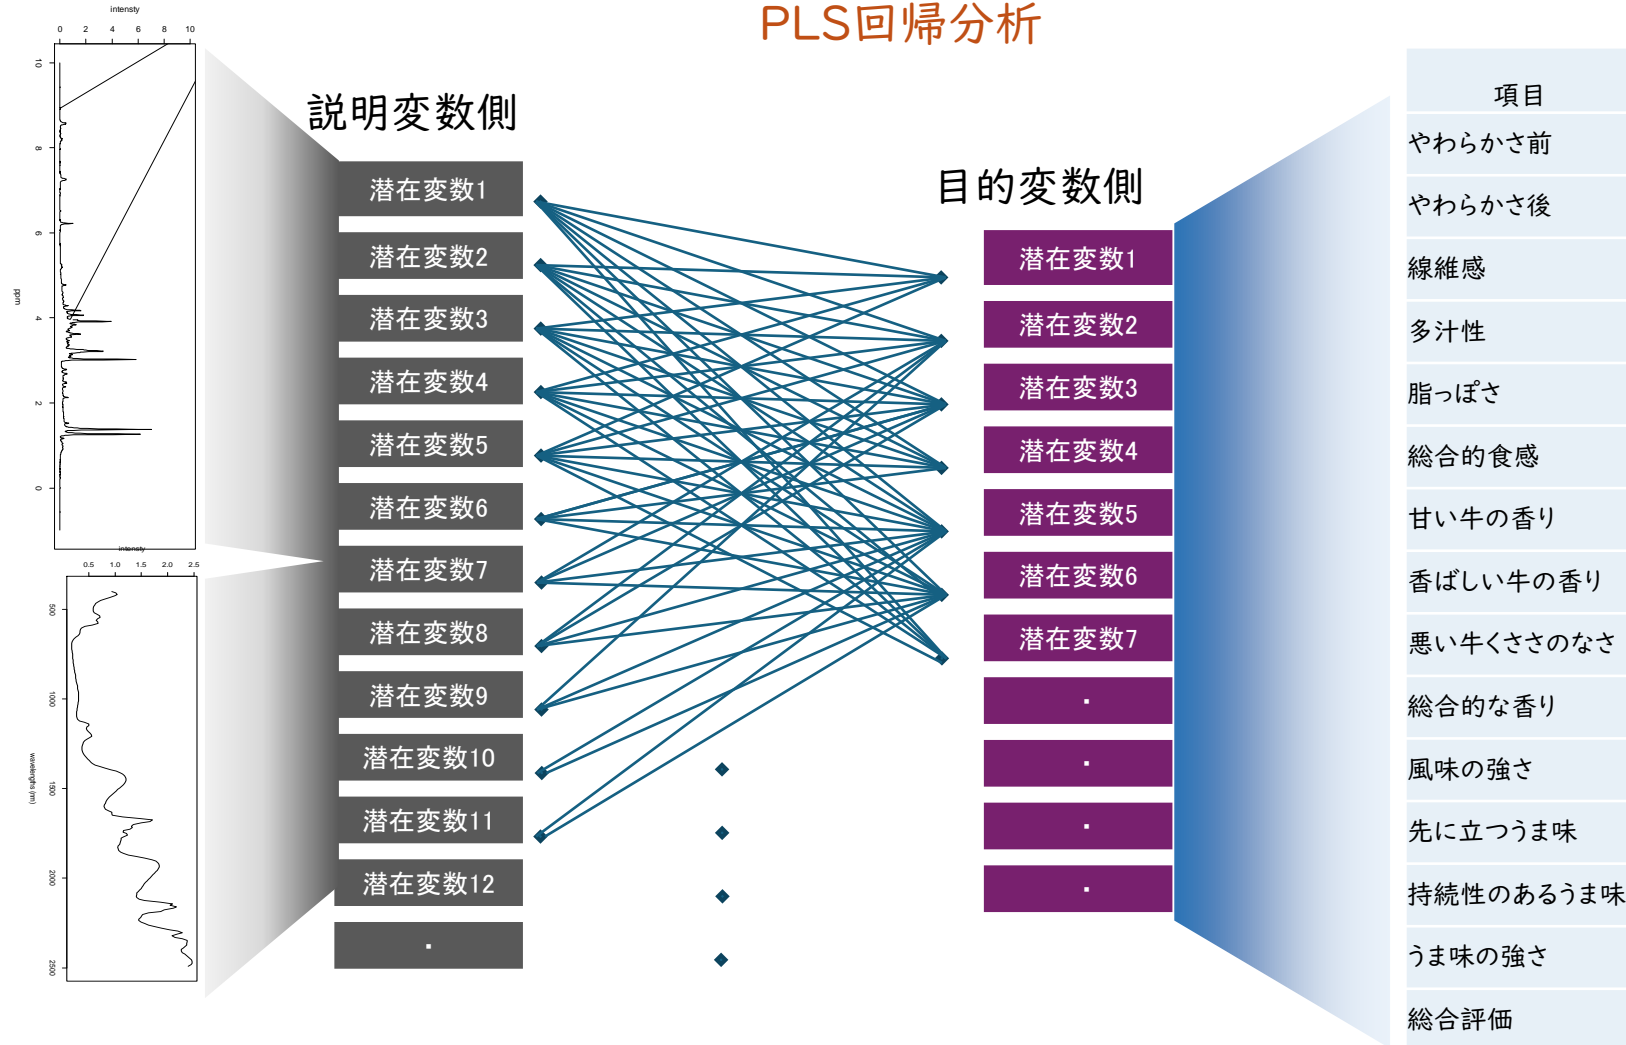 PLS回帰分析
intensty
0 2 4 6 8 10
10
8
6
4
2
0
ppm
intensty
0.5 1.0 1.5 2.0 2.5
500
1000
1500
2000
2500
wavelengths (nm)
説明変数側
潜在変数1
潜在変数2
潜在変数3
潜在変数4
潜在変数5
潜在変数6
潜在変数7
潜在変数8
潜在変数9
潜在変数10
潜在変数11
潜在変数12
・
目的変数側
潜在変数1
潜在変数2
潜在変数3
潜在変数4
潜在変数5
潜在変数6
潜在変数7
・
・
・
・
項目
やわらかさ前
やわらかさ後
線維感
多汁性
脂っぽさ
総合的食感
甘い牛の香り
香ばしい牛の香り
悪い牛くささのなさ
総合的な香り
風味の強さ
先に立つうま味
持続性のあるうま味
うま味の強さ
総合評価